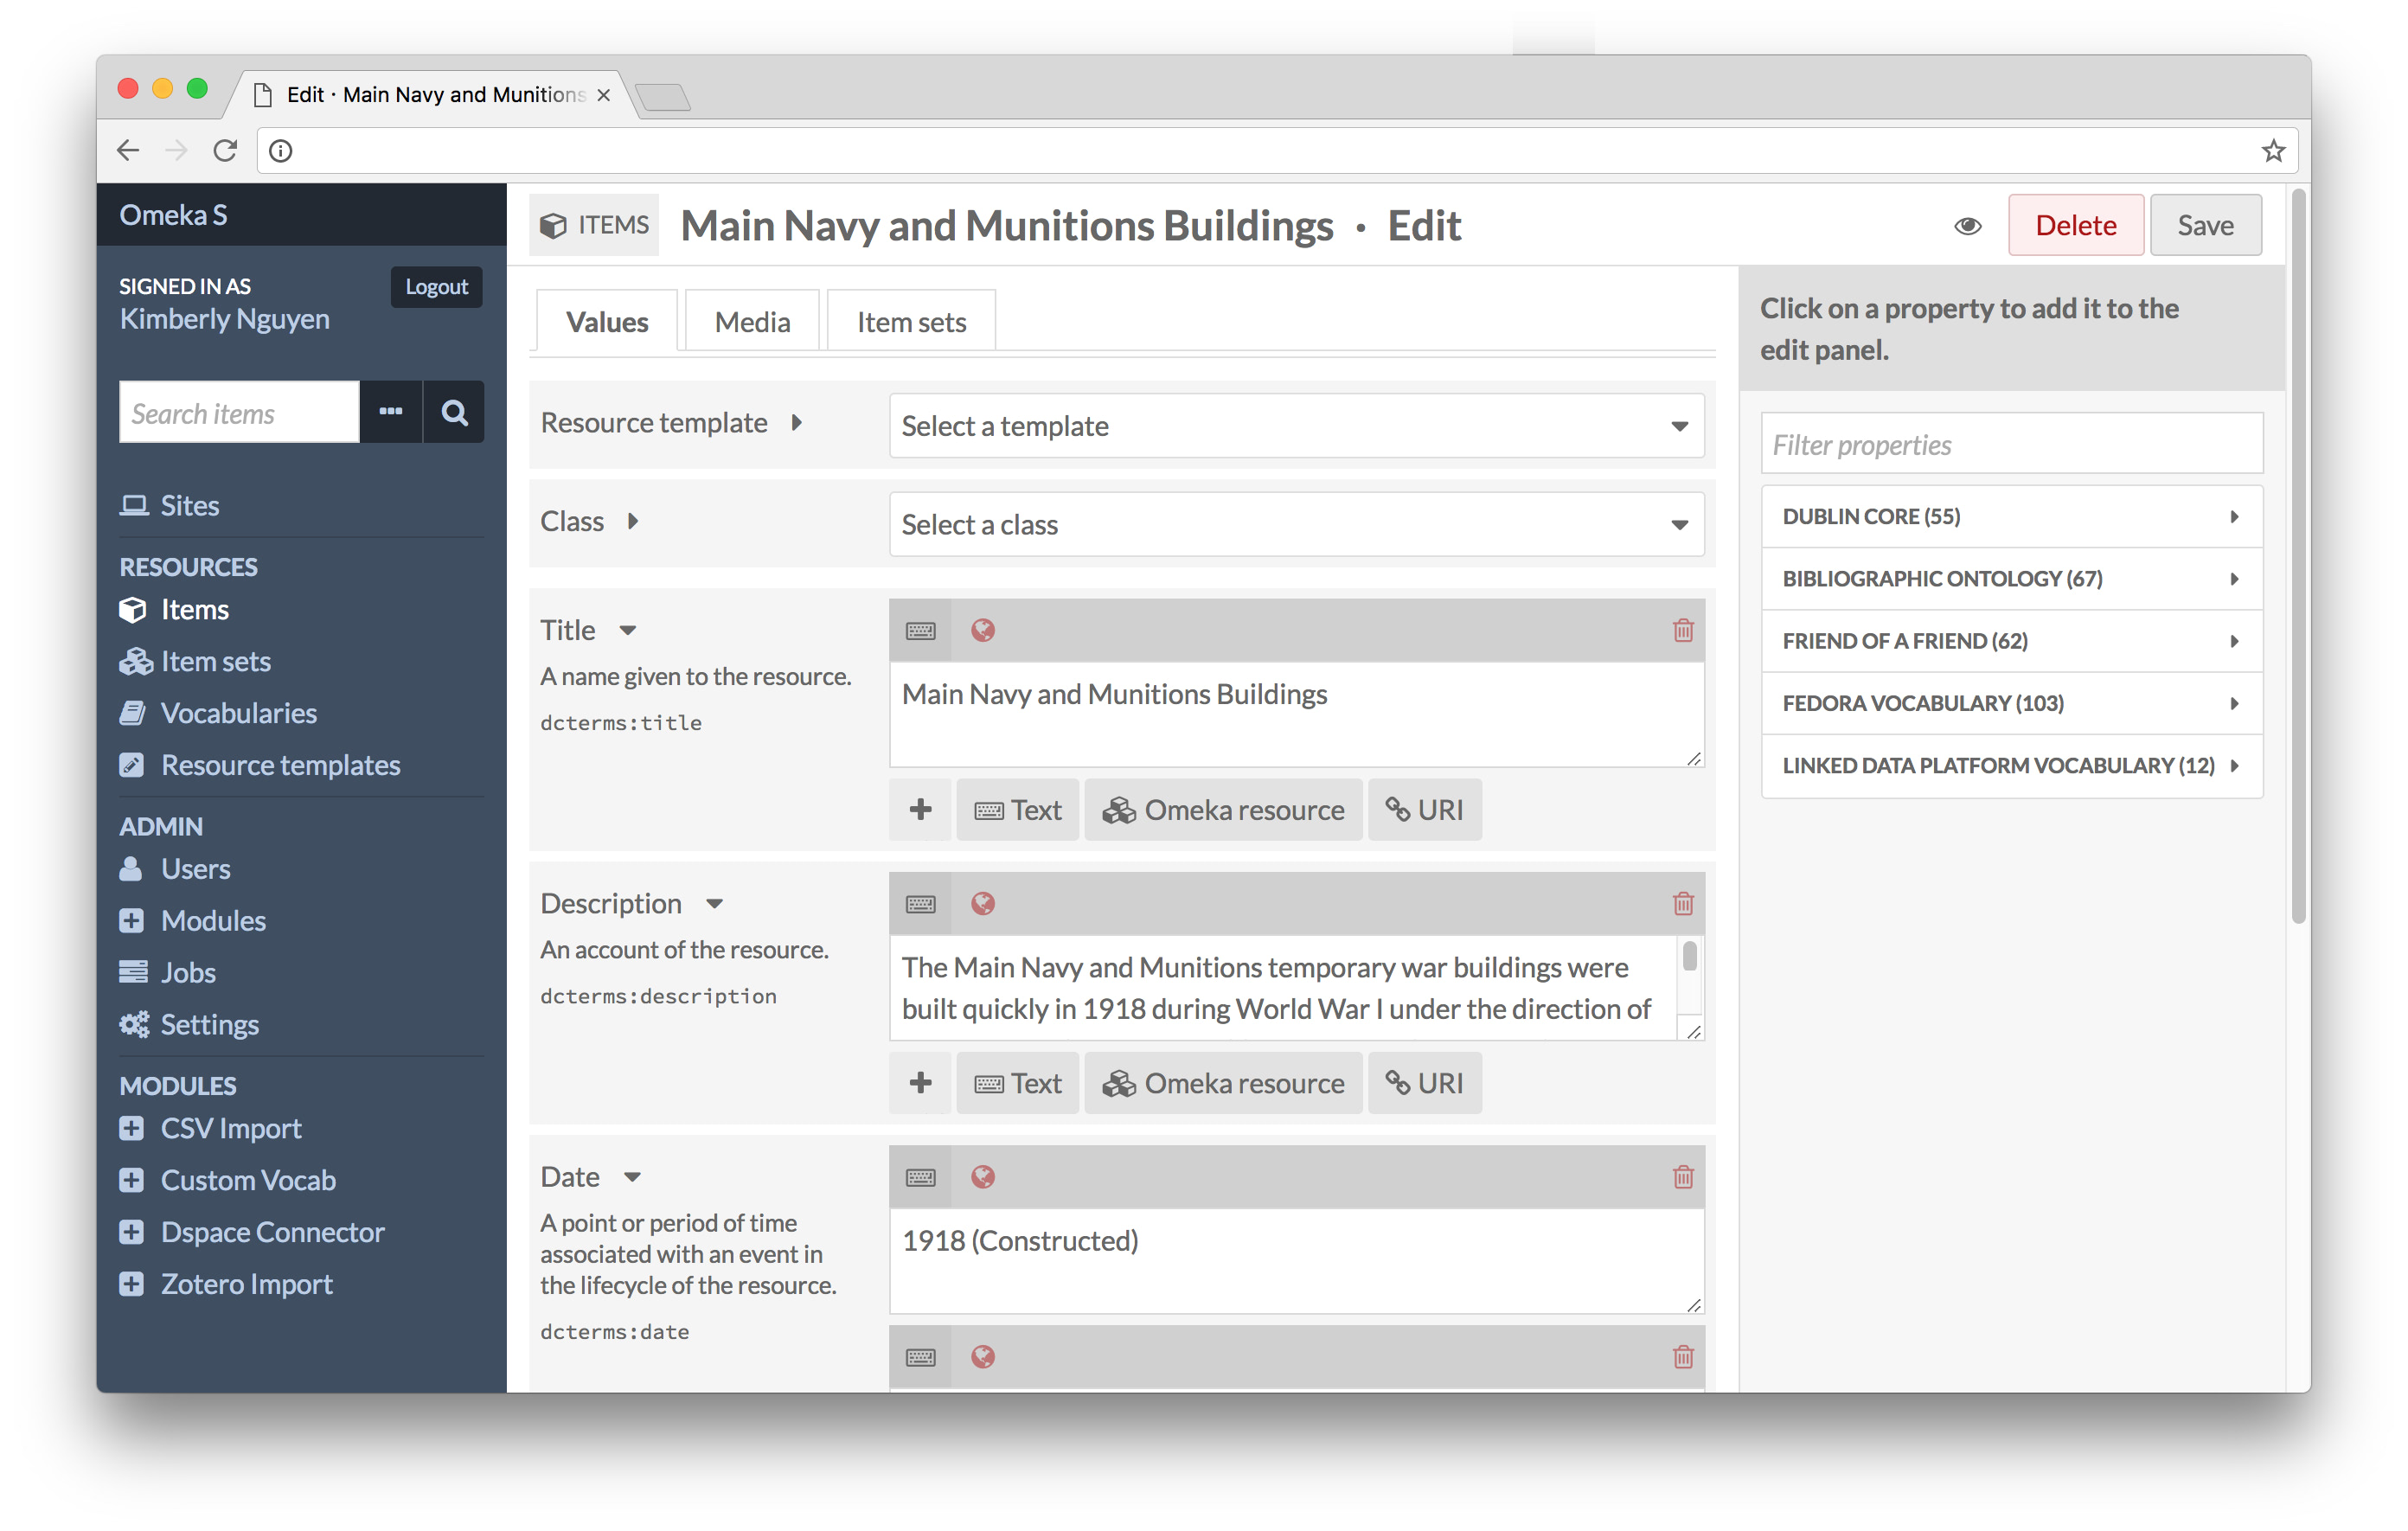 Edit · Main Navy and Munitions
Omeka S
SIGNED IN AS
Kimberly Nguyen
Logout
Search items
Sites
RESOURCES
Items
Item sets
Vocabularies
Resource templates
ADMIN
Users
Modules
Jobs
Settings
MODULES
CSV Import
Custom Vocab
Dspace Connector
Zotero Import
ITEMS
Main Navy and Munitions Buildings · Edit
Delete
Save
Values
Media
Item sets
Resource template
Select a template
Class
Select a class
Title
A name given to the resource.
dcterms:title
Main Navy and Munitions Buildings
Text
Omeka resource
URI
Description
An account of the resource.
dcterms:description
The Main Navy and Munitions temporary war buildings were
built quickly in 1918 during World War I under the direction of
Text
Omeka resource
URI
Date
A point or period of time
associated with an event in
the lifecycle of the resource.
dcterms:date
1918 (Constructed)
Click on a property to add it to the
edit panel.
Filter properties
DUBLIN CORE (55)
BIBLIOGRAPHIC ONTOLOGY (67)
FRIEND OF A FRIEND (62)
FEDORA VOCABULARY (103)
LINKED DATA PLATFORM VOCABULARY (12)